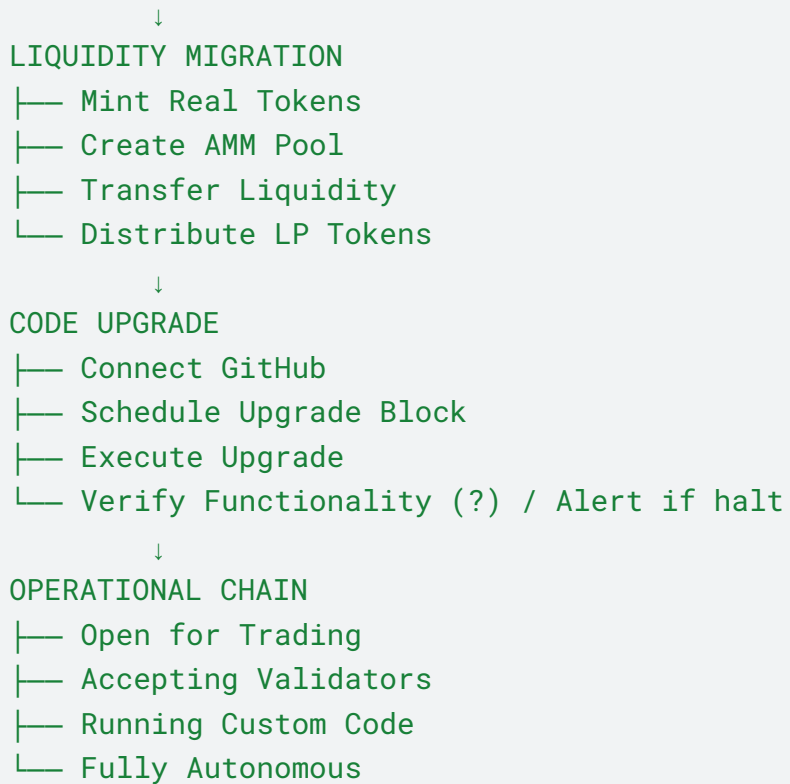 ↓
LIQUIDITY MIGRATION
├── Mint Real Tokens
├── Create AMM Pool
├── Transfer Liquidity
└── Distribute LP Tokens
↓
CODE UPGRADE
├── Connect GitHub
├── Schedule Upgrade Block
├── Execute Upgrade
└── Verify Functionality (?) / Alert if halt
↓
OPERATIONAL CHAIN
├── Open for Trading
├── Accepting Validators
├── Running Custom Code
└── Fully Autonomous